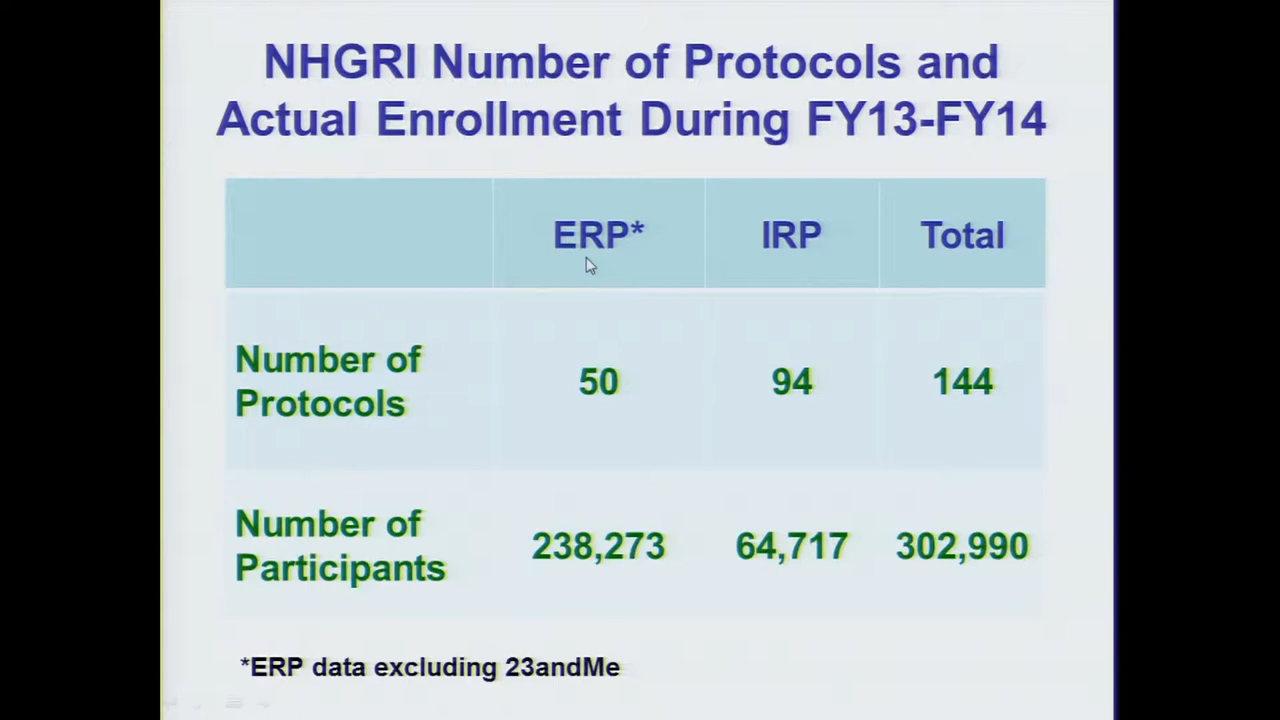 NHGRI Number of Protocols and
Actual Enrollment During FY13-FY14
ERP* IRP Total
Number of
Protocols
50 94 144
Number of
Participants
238,273 64,717 302,990
*ERP data excluding 23andMe